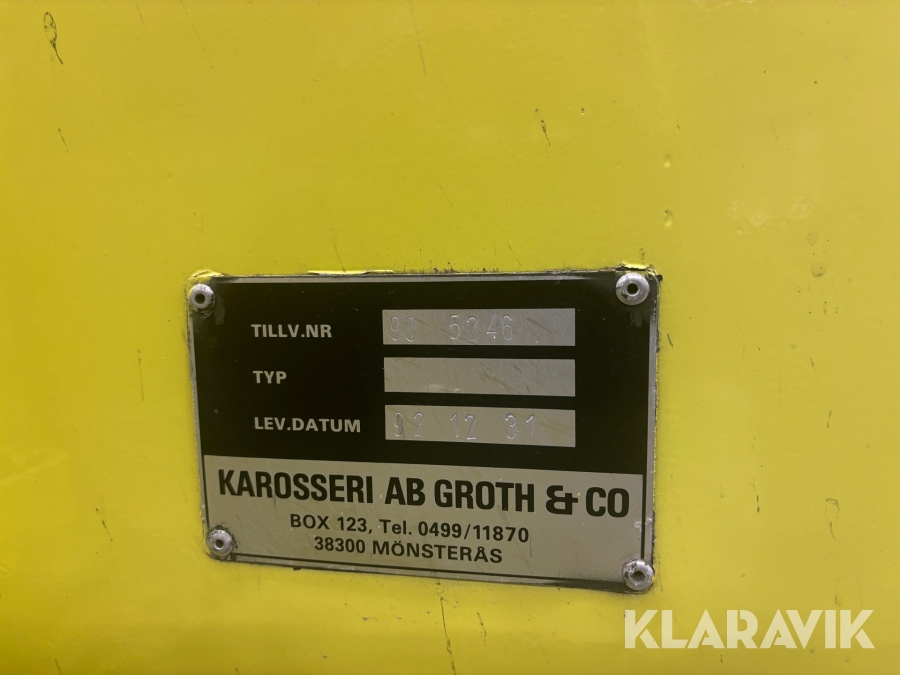 TILLV.NR 90 5246
TYP
LEV.DATUM 92 12 31
KAROSSERI AB GROTH & CO
BOX 123, Tel. 0499/11870
38300 MÖNSTERÅS
KLARAVIK